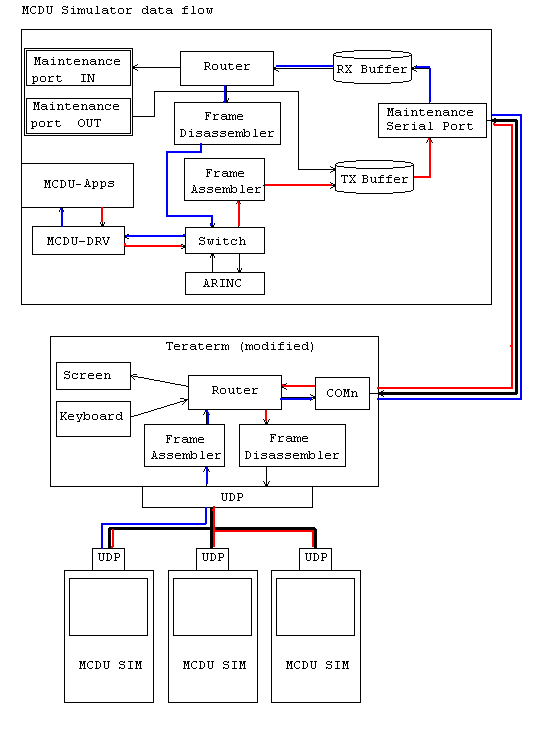 MCDU Simulator data flow
Maintenance
port IN
Router
RX Buffer
Maintenance
port OUT
Frame
Disassembler
Maintenance
Serial Port
MCDU-Apps
Frame
Assembler
TX Buffer
MCDU-DRV
Switch
ARINC
Teraterm (modified)
Screen
Router
COMn
Keyboard
Frame
Assembler
Frame
Disassembler
UDP
UDP
UDP
UDP
MCDU SIM
MCDU SIM
MCDU SIM